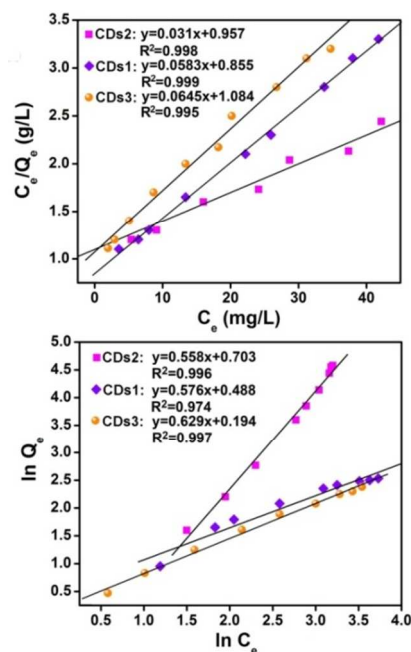 3.5
3.0
2.5
2.0
1.5
1.0
Cₑ/Qₑ (g/L)
CDs2: y=0.031x+0.957
R²=0.998
CDs1: y=0.0583x+0.855
R²=0.999
CDs3: y=0.0645x+1.084
R²=0.995
0 10 20 30 40
Cₑ (mg/L)
5.0
4.5
4.0
3.5
3.0
2.5
2.0
1.5
1.0
0.5
ln Qₑ
CDs2: y=0.558x+0.703
R²=0.996
CDs1: y=0.576x+0.488
R²=0.974
CDs3: y=0.629x+0.194
R²=0.997
0.5 1.0 1.5 2.0 2.5 3.0 3.5 4.0
ln Cₑ